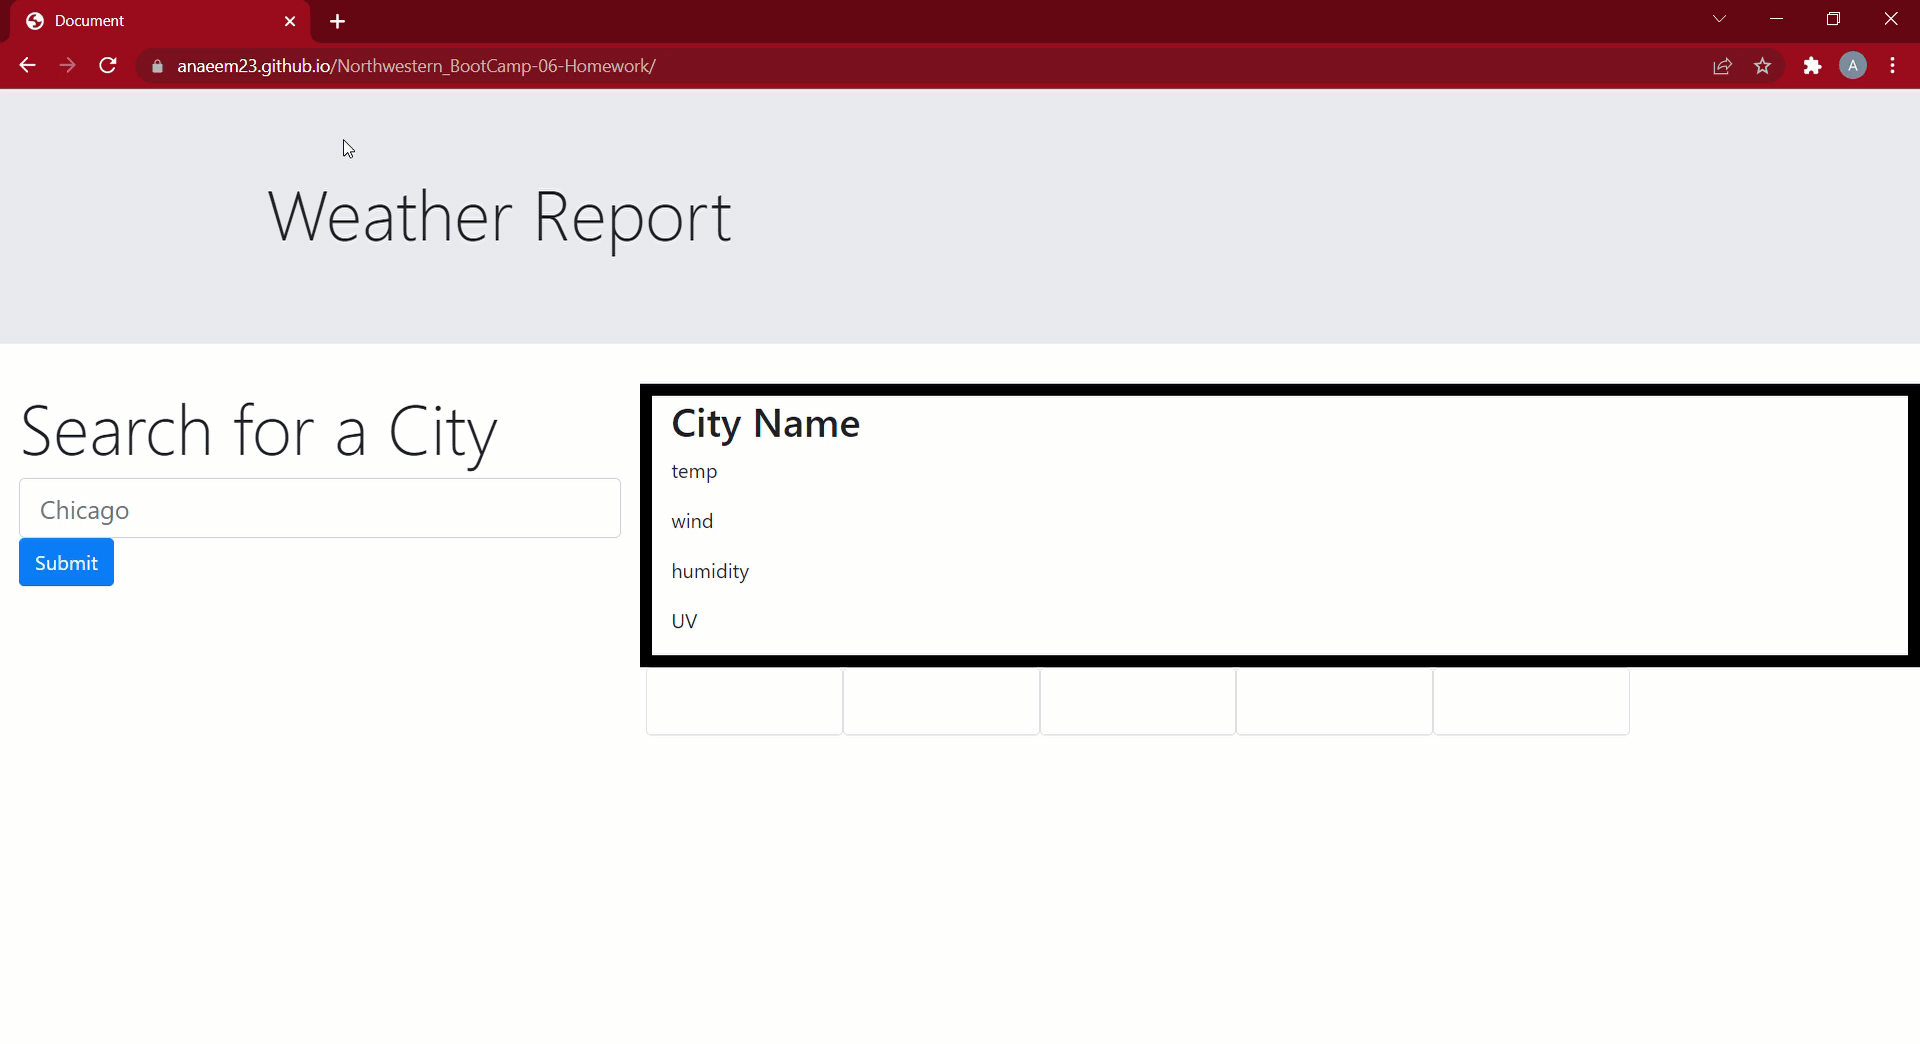 Document
anaeem23.github.io/Northwestern_BootCamp-06-Homework/
A
Weather Report
Search for a City
Chicago
Submit
City Name
temp
wind
humidity
UV